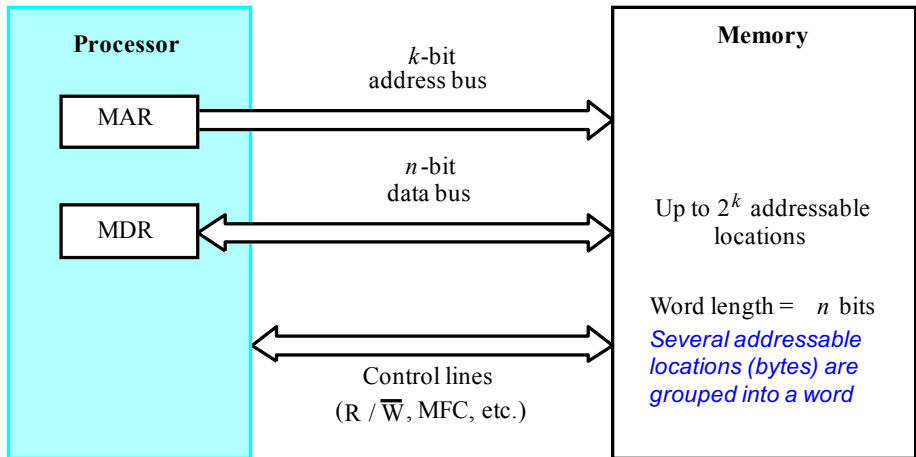 Processor
MAR
MDR
k-bit
address bus
n-bit
data bus
Control lines
( R / W̅ , MFC, etc.)
Memory
Up to 2^k addressable
locations
Word length = n bits
Several addressable
locations (bytes) are
grouped into a word